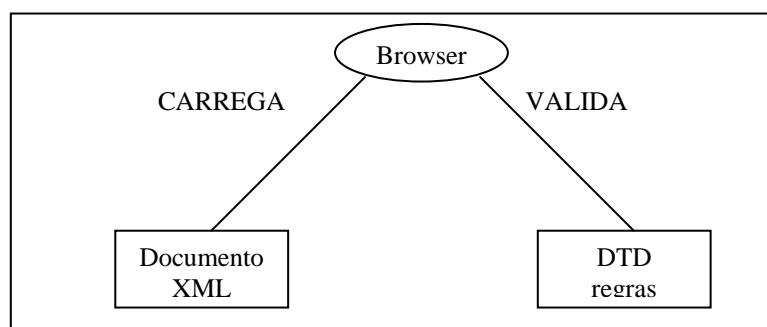 Browser
CARREGA
VALIDA
Documento
XML
DTD
regras